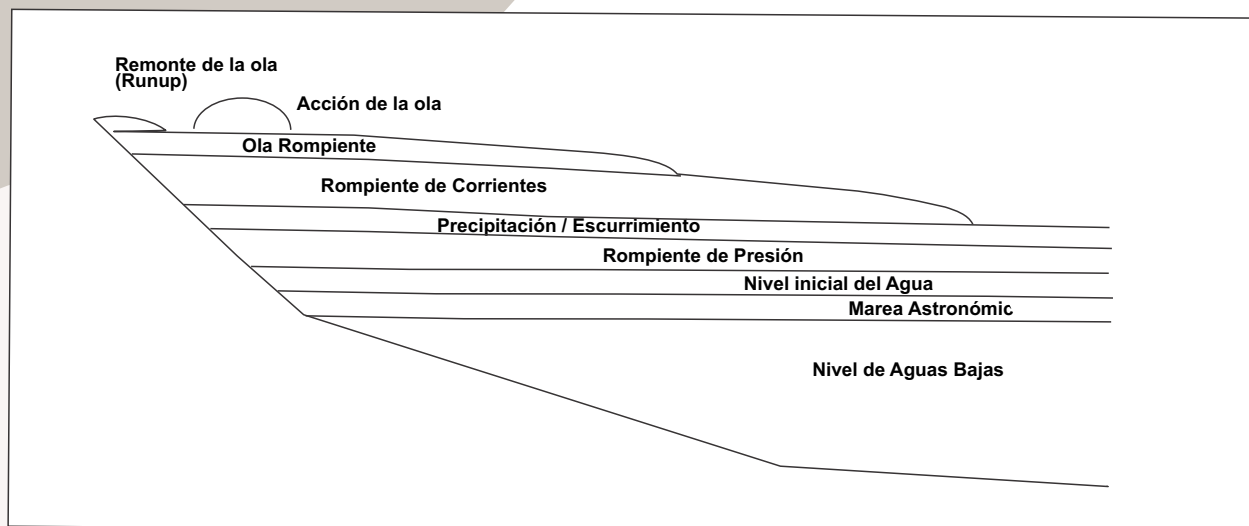 Remonte de la ola
(Runup)
Acción de la ola
Ola Rompiente
Rompiente de Corrientes
Precipitación / Escurrimiento
Rompiente de Presión
Nivel inicial del Agua
Marea Astronómic
Nivel de Aguas Bajas